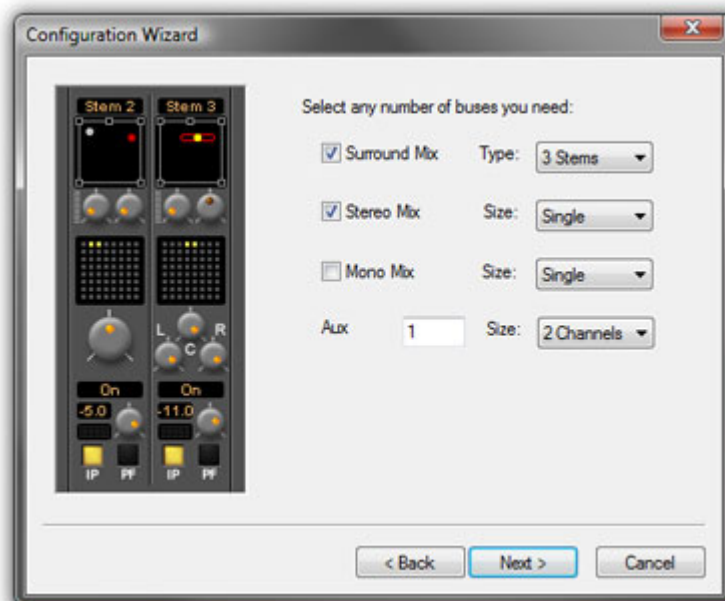 Configuration Wizard
Stem 2 Stem 3
L R
C
On On
-5.0 -11.0
IP PF IP PF
Select any number of buses you need:
Surround Mix Type: 3 Stems
Stereo Mix Size: Single
Mono Mix Size: Single
Aux 1 Size: 2 Channels
< Back Next > Cancel